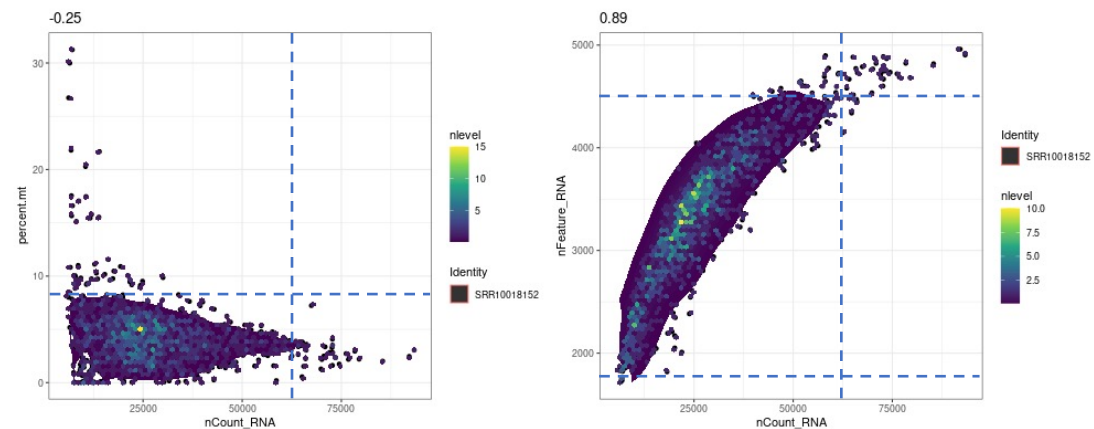 -0.25
30
20
10
0
percent.mt
25000
50000
75000
nCount_RNA
nlevel
15
10
5
Identity
SRR10018152
0.89
5000
4000
3000
2000
nFeature_RNA
25000
50000
75000
nCount_RNA
Identity
SRR10018152
nlevel
10.0
7.5
5.0
2.5